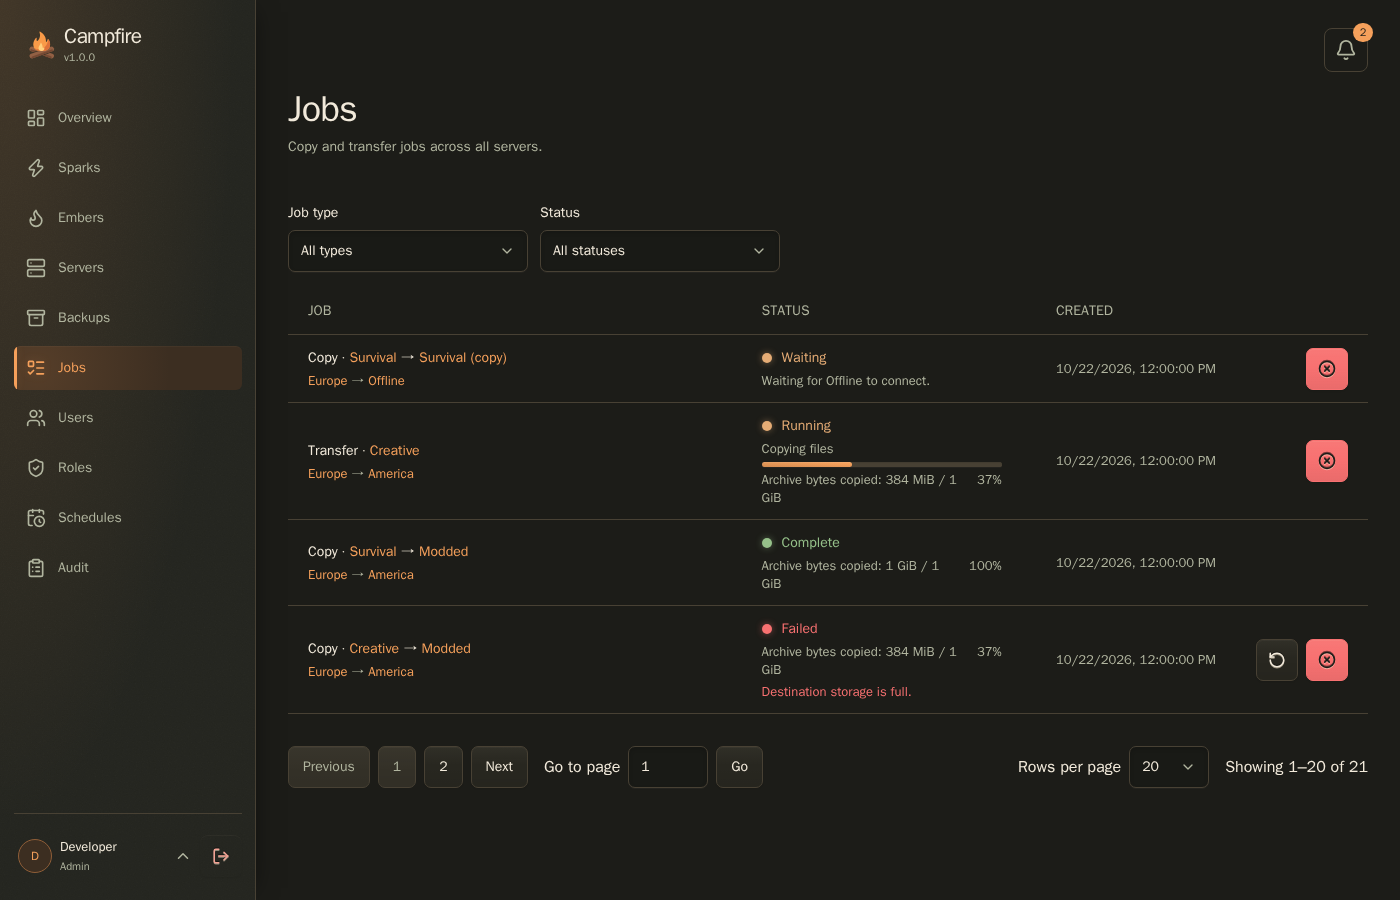 Campfire
v1.0.0
2
Overview
Sparks
Embers
Servers
Backups
Jobs
Users
Roles
Schedules
Audit
D
Developer
Admin
Jobs
Copy and transfer jobs across all servers.
Job type
Status
All types
All statuses
JOB STATUS CREATED
Copy · Survival → Survival (copy)
Europe → Offline
Waiting
Waiting for Offline to connect.
10/22/2026, 12:00:00 PM
Transfer · Creative
Europe → America
Running
Copying files
Archive bytes copied: 384 MiB / 1 37%
GiB
10/22/2026, 12:00:00 PM
Copy · Survival → Modded
Europe → America
Complete
Archive bytes copied: 1 GiB / 1 100%
GiB
10/22/2026, 12:00:00 PM
Copy · Creative → Modded
Europe → America
Failed
Archive bytes copied: 384 MiB / 1 37%
GiB
Destination storage is full.
10/22/2026, 12:00:00 PM
Previous 1 2 Next Go to page 1 Go Rows per page 20 Showing 1–20 of 21